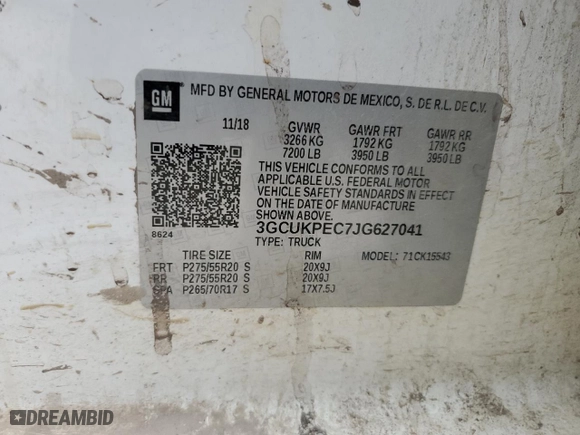 GM
MFD BY GENERAL MOTORS DE MEXICO, S. DE R.L. DE C.V.
11/18 GVWR GAWR FRT GAWR RR
3266 KG 1792 KG 1792 KG
7200 LB 3950 LB 3950 LB
THIS VEHICLE CONFORMS TO ALL
APPLICABLE U.S. FEDERAL MOTOR
VEHICLE SAFETY STANDARDS IN EFFECT
ON THE DATE OF MANUFACTURE
SHOWN ABOVE.
8624 3GCUKPEC7JG627041
TYPE: TRUCK
TIRE SIZE RIM MODEL: 71CK15543
FRT P275/55R20 S 20X9J
RR P275/55R20 S 20X9J
SPA P265/70R17 S 17X7.5J
DREAMBID